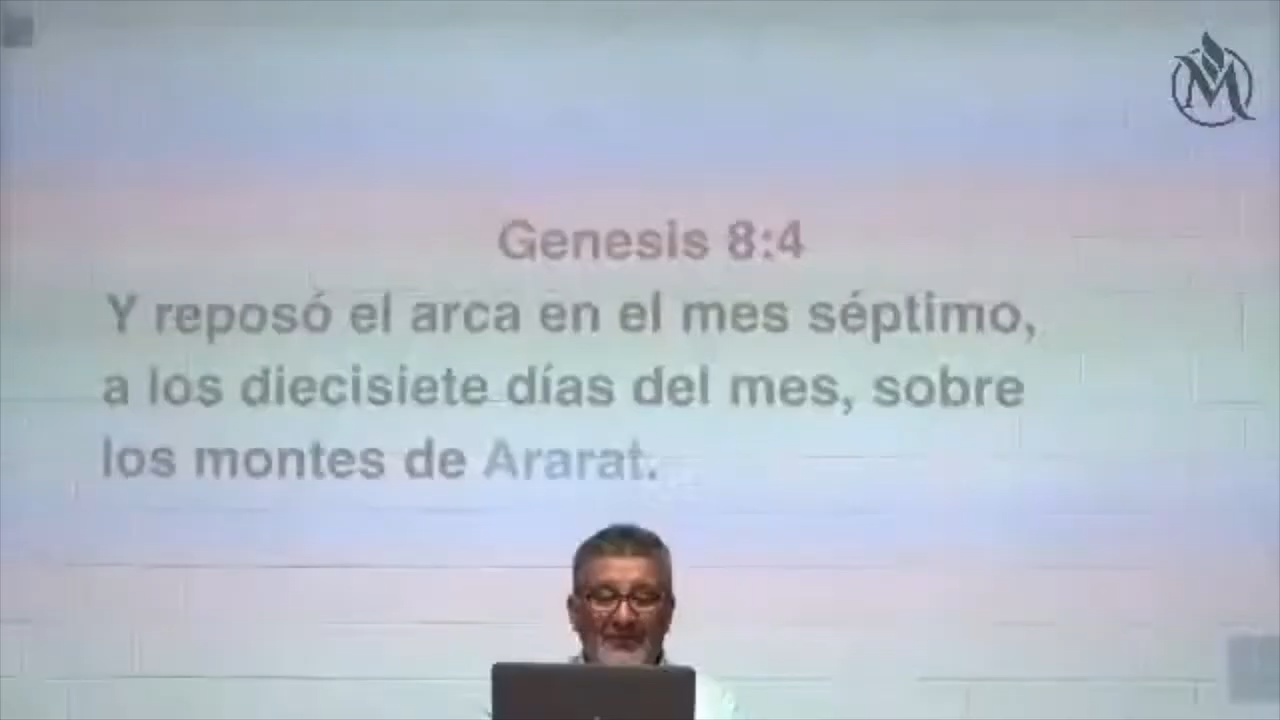 Genesis 8:4
Y reposó el arca en el mes séptimo,
a los diecisiete días del mes, sobre
los montes de Ararat.
M